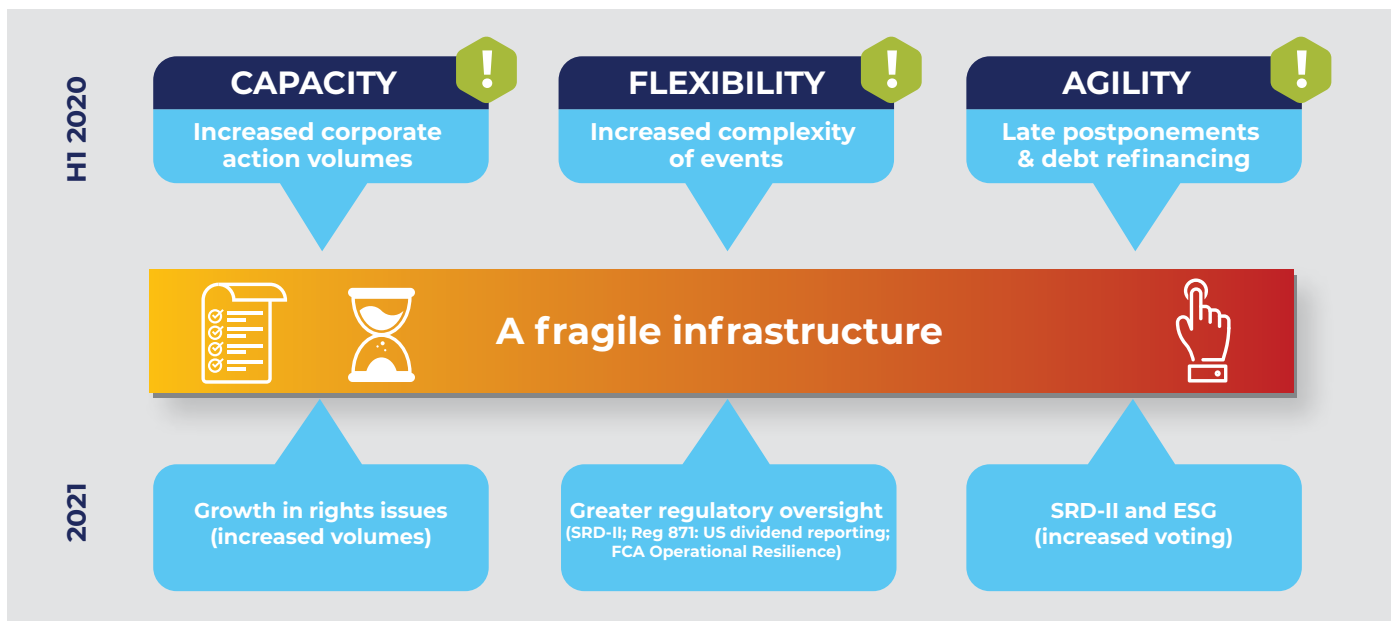 H1 2020
CAPACITY
!
Increased corporate
action volumes
FLEXIBILITY
!
Increased complexity
of events
AGILITY
!
Late postponements
& debt refinancing
A fragile infrastructure
2021
Growth in rights issues
(increased volumes)
Greater regulatory oversight
(SRD-II; Reg 871: US dividend reporting;
FCA Operational Resilience)
SRD-II and ESG
(increased voting)